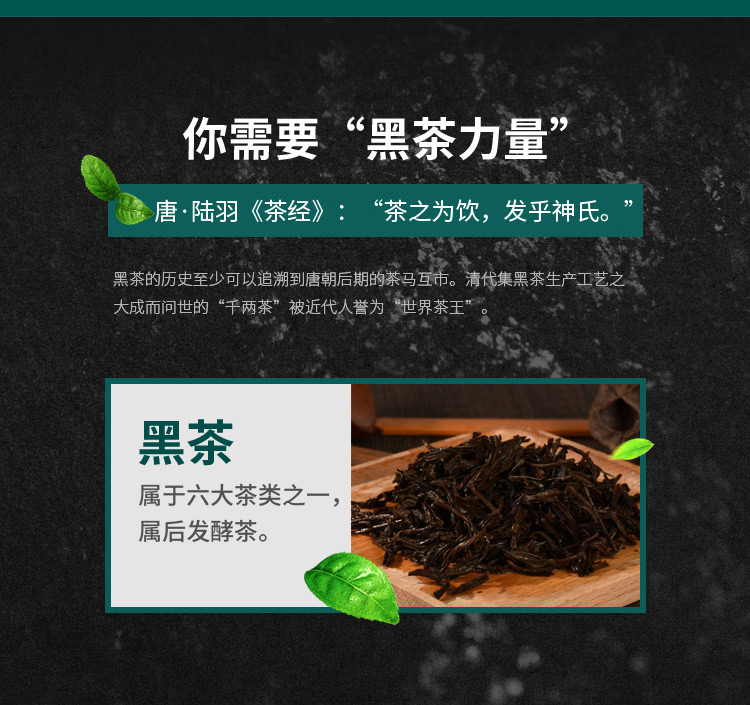 你需要“黑茶力量”
唐·陆羽《茶经》：“茶之为饮，发乎神氏。”
黑茶的历史至少可以追溯到唐朝后期的茶马互市。清代集黑茶生产工艺之
大成而问世的“千两茶”被近代人誉为“世界茶王”。
黑茶
属于六大茶类之一，
属后发酵茶。